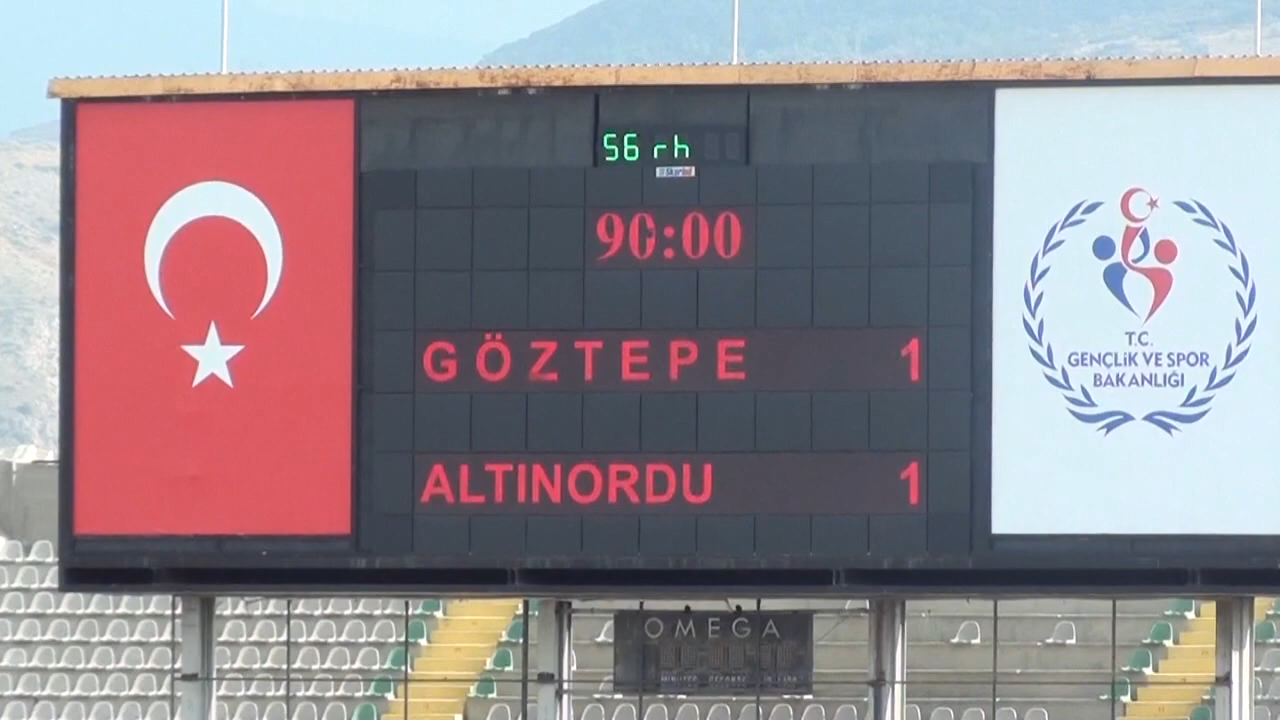 56 rh
90:00
GÖZTEPE 1
ALTINORDU 1
T.C.
GENÇLİK VE SPOR
BAKANLIĞI
OMEGA